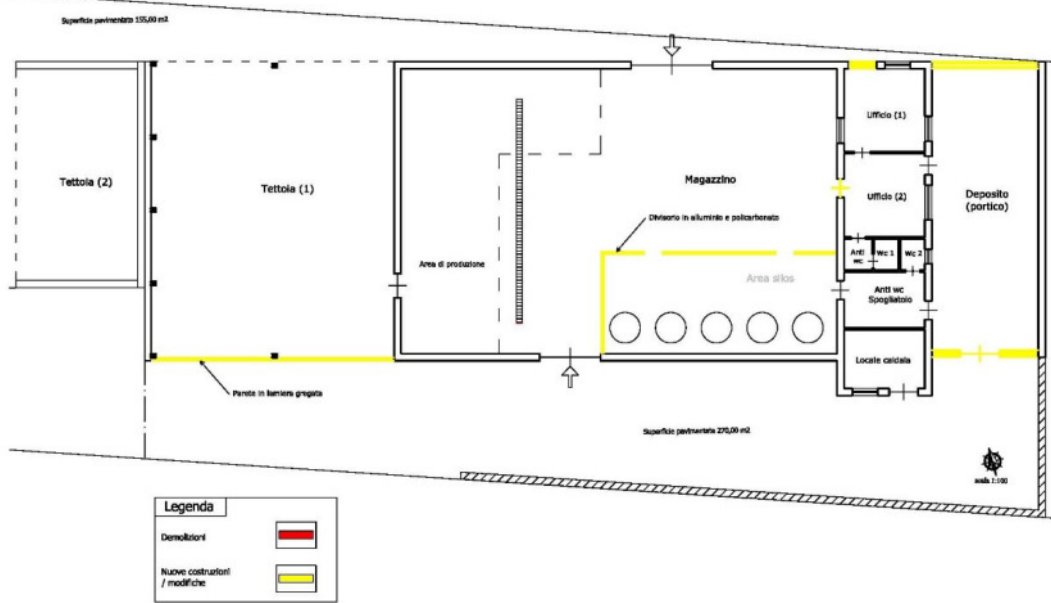 Superficie pavimentata 155,00 m2
Tettoia (2)
Tettoia (1)
Area di produzione
Magazzino
Divisorio in alluminio e policarbonato
Area silos
Ufficio (1)
Ufficio (2)
Anti
wc
Wc 1
Wc 2
Anti wc
Spogliatoio
Locale caldaia
Deposito
(portico)
Parete in lamiera gregata
Superficie pavimentata 270,00 m2
scala 1:100
Legenda
Demolizioni
Nuove costruzioni
/ modifiche